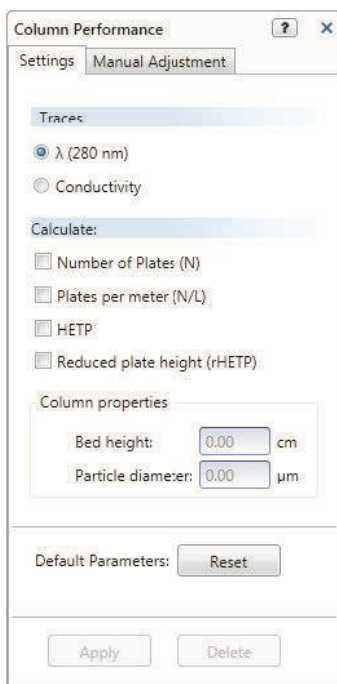 Column Performance ? ×
Settings Manual Adjustment
Traces
λ (280 nm)
Conductivity
Calculate:
Number of Plates (N)
Plates per meter (N/L)
HETP
Reduced plate height (rHETP)
Column properties
Bed height: 0.00 cm
Particle diameter: 0.00 µm
Default Parameters: Reset
Apply Delete